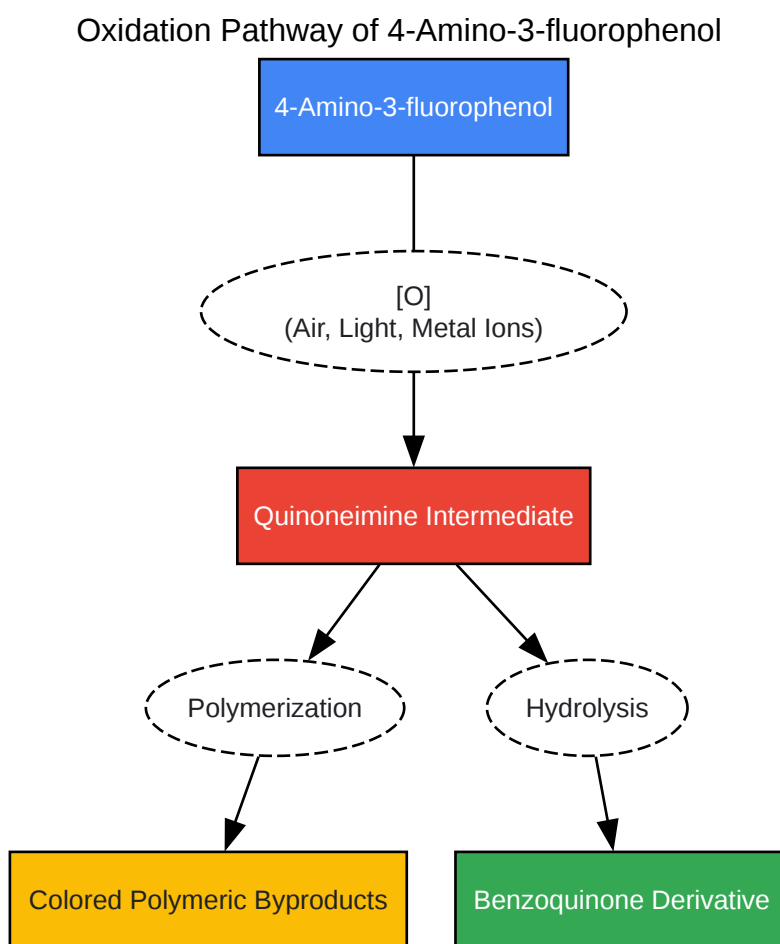 Oxidation Pathway of 4-Amino-3-fluorophenol
4-Amino-3-fluorophenol
[O]
(Air, Light, Metal Ions)
Quinoneimine Intermediate
Polymerization
Hydrolysis
Colored Polymeric Byproducts
Benzoquinone Derivative